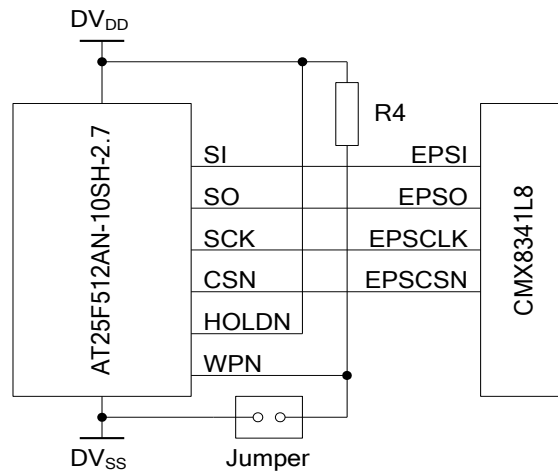 DVDD
R4
AT25F512AN-10SH-2.7
SI EPSI
SO EPSO
SCK EPSCLK
CSN EPSCSN
HOLDN
WPN
CMX8341L8
DVSS
Jumper